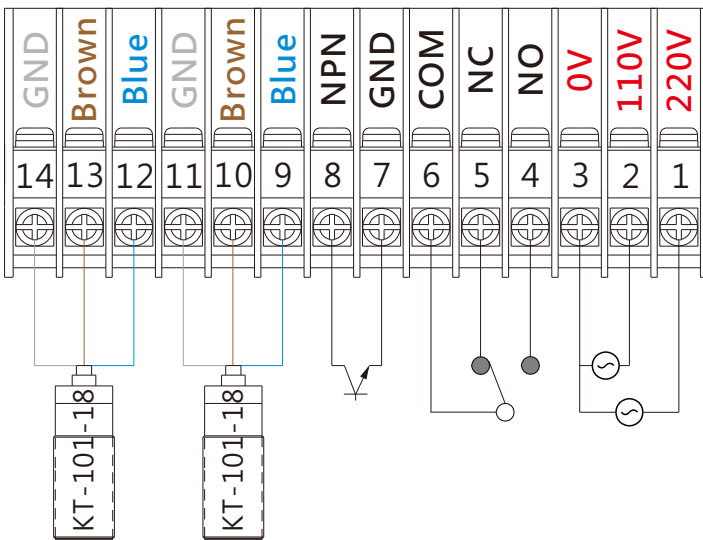 GND Brown Blue GND Brown Blue NPN GND COM NC NO 0V 110V 220V
14 13 12 11 10 9 8 7 6 5 4 3 2 1
KT-101-18 KT-101-18